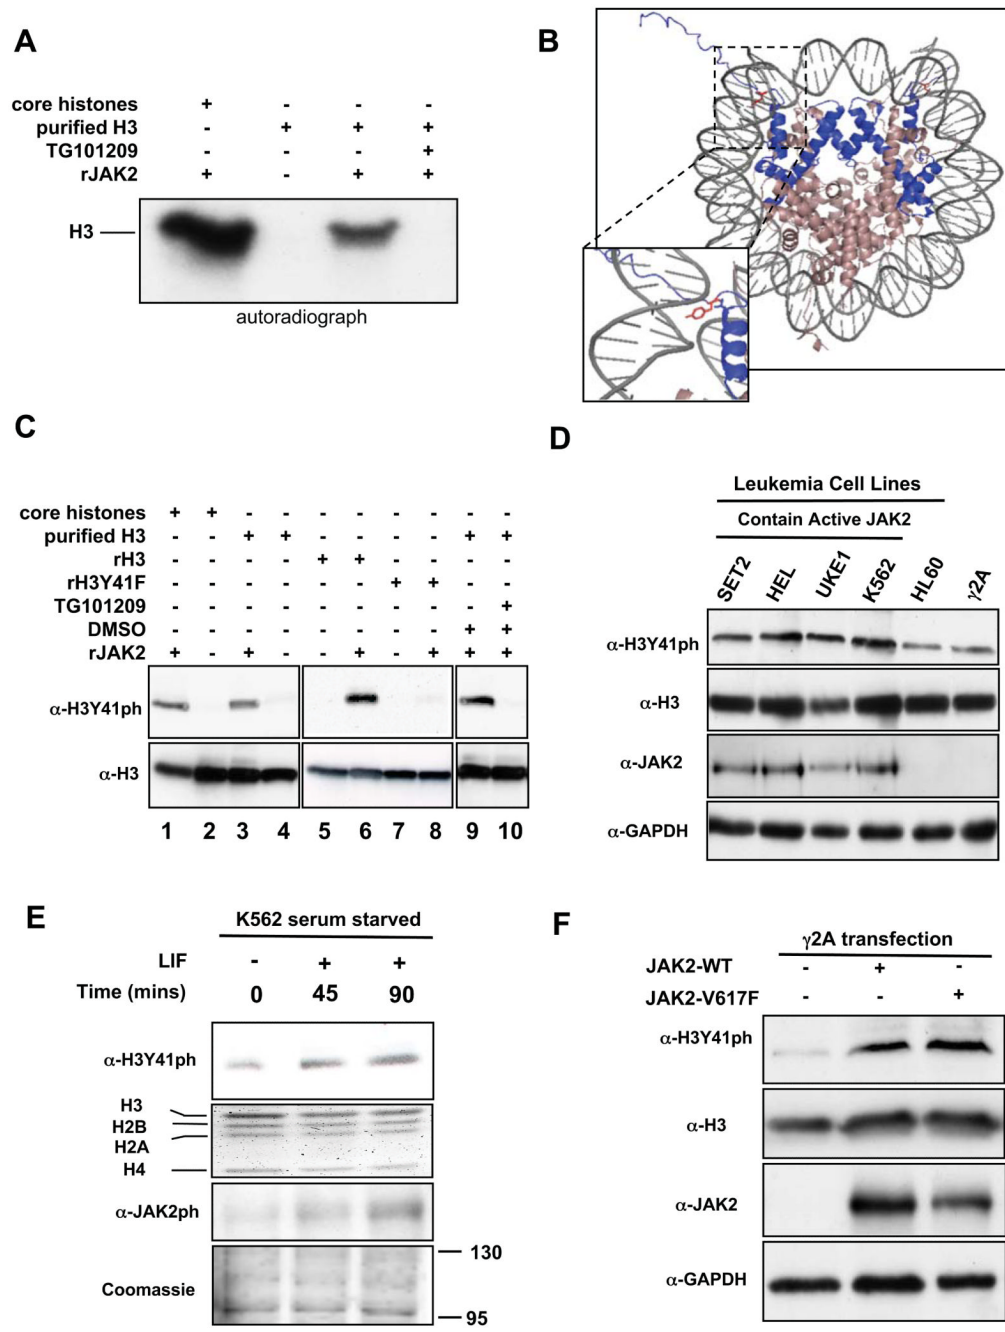 A
core histones + - - -
purified H3 - + + +
TG101209 - - - +
rJAK2 + - + +
H3
autoradiograph
B
C
core histones + + - - - - - - - -
purified H3 - - + + - - - - + +
rH3 - - - - + + - - - -
rH3Y41F - - - - - - + + - -
TG101209 - - - - - - - - - +
DMSO - - - - - - - - + +
rJAK2 + - + - - + - + + +
α-H3Y41ph
α-H3
1 2 3 4 5 6 7 8 9 10
D
Leukemia Cell Lines
Contain Active JAK2
SET2 HEL UKE1 K562 HL60 γ2A
α-H3Y41ph
α-H3
α-JAK2
α-GAPDH
E
K562 serum starved
LIF - + +
Time (mins) 0 45 90
α-H3Y41ph
H3
H2B
H2A
H4
α-JAK2ph
Coomassie
130
95
F
γ2A transfection
JAK2-WT - + -
JAK2-V617F - - +
α-H3Y41ph
α-H3
α-JAK2
α-GAPDH